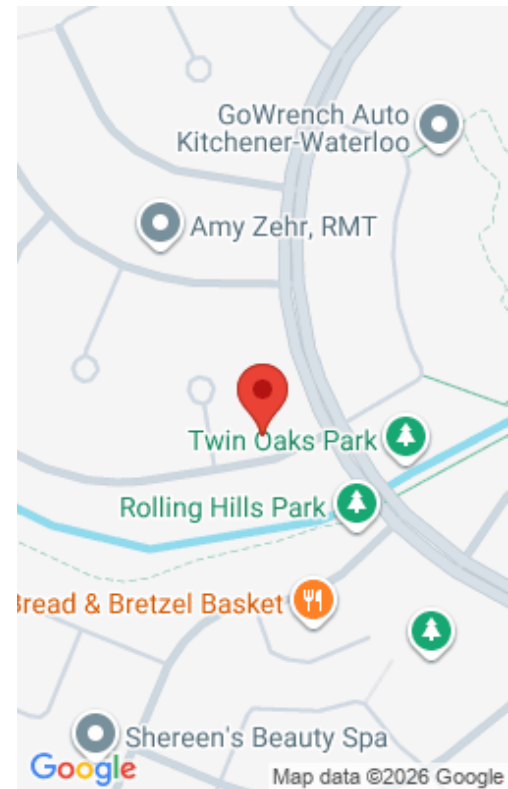 GoWrench Auto
Kitchener-Waterloo
Amy Zehr, RMT
Twin Oaks Park
Rolling Hills Park
Bread & Bretzel Basket
Shereen's Beauty Spa
Google
Map data ©2026 Google